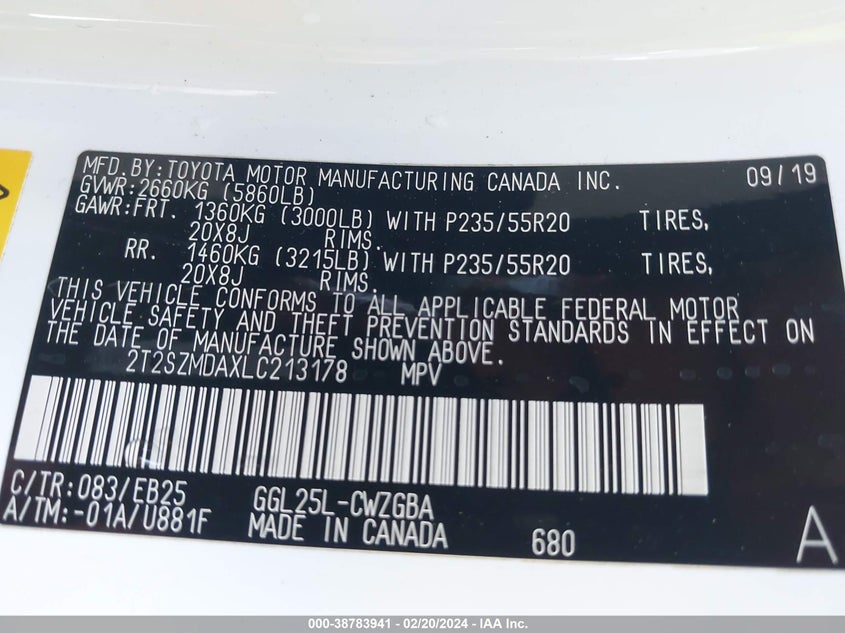 MFD.BY:TOYOTA MOTOR MANUFACTURING CANADA INC. 09/19
GVWR:2660KG (5860LB)
GAWR:FRT. 1360KG (3000LB) WITH P235/55R20 TIRES,
20X8J RIMS.
RR. 1460KG (3215LB) WITH P235/55R20 TIRES,
20X8J RIMS.
THIS VEHICLE CONFORMS TO ALL APPLICABLE FEDERAL MOTOR
VEHICLE SAFETY AND THEFT PREVENTION STANDARDS IN EFFECT ON
THE DATE OF MANUFACTURE SHOWN ABOVE.
2T2SZMDAXLC213178 MPV
C/TR:083/EB25 GGL25L-CWZGBA
A/TM:-01A/U881F MADE IN CANADA 680 A
000-38783941 / 02/20/2024 - IAA Inc.